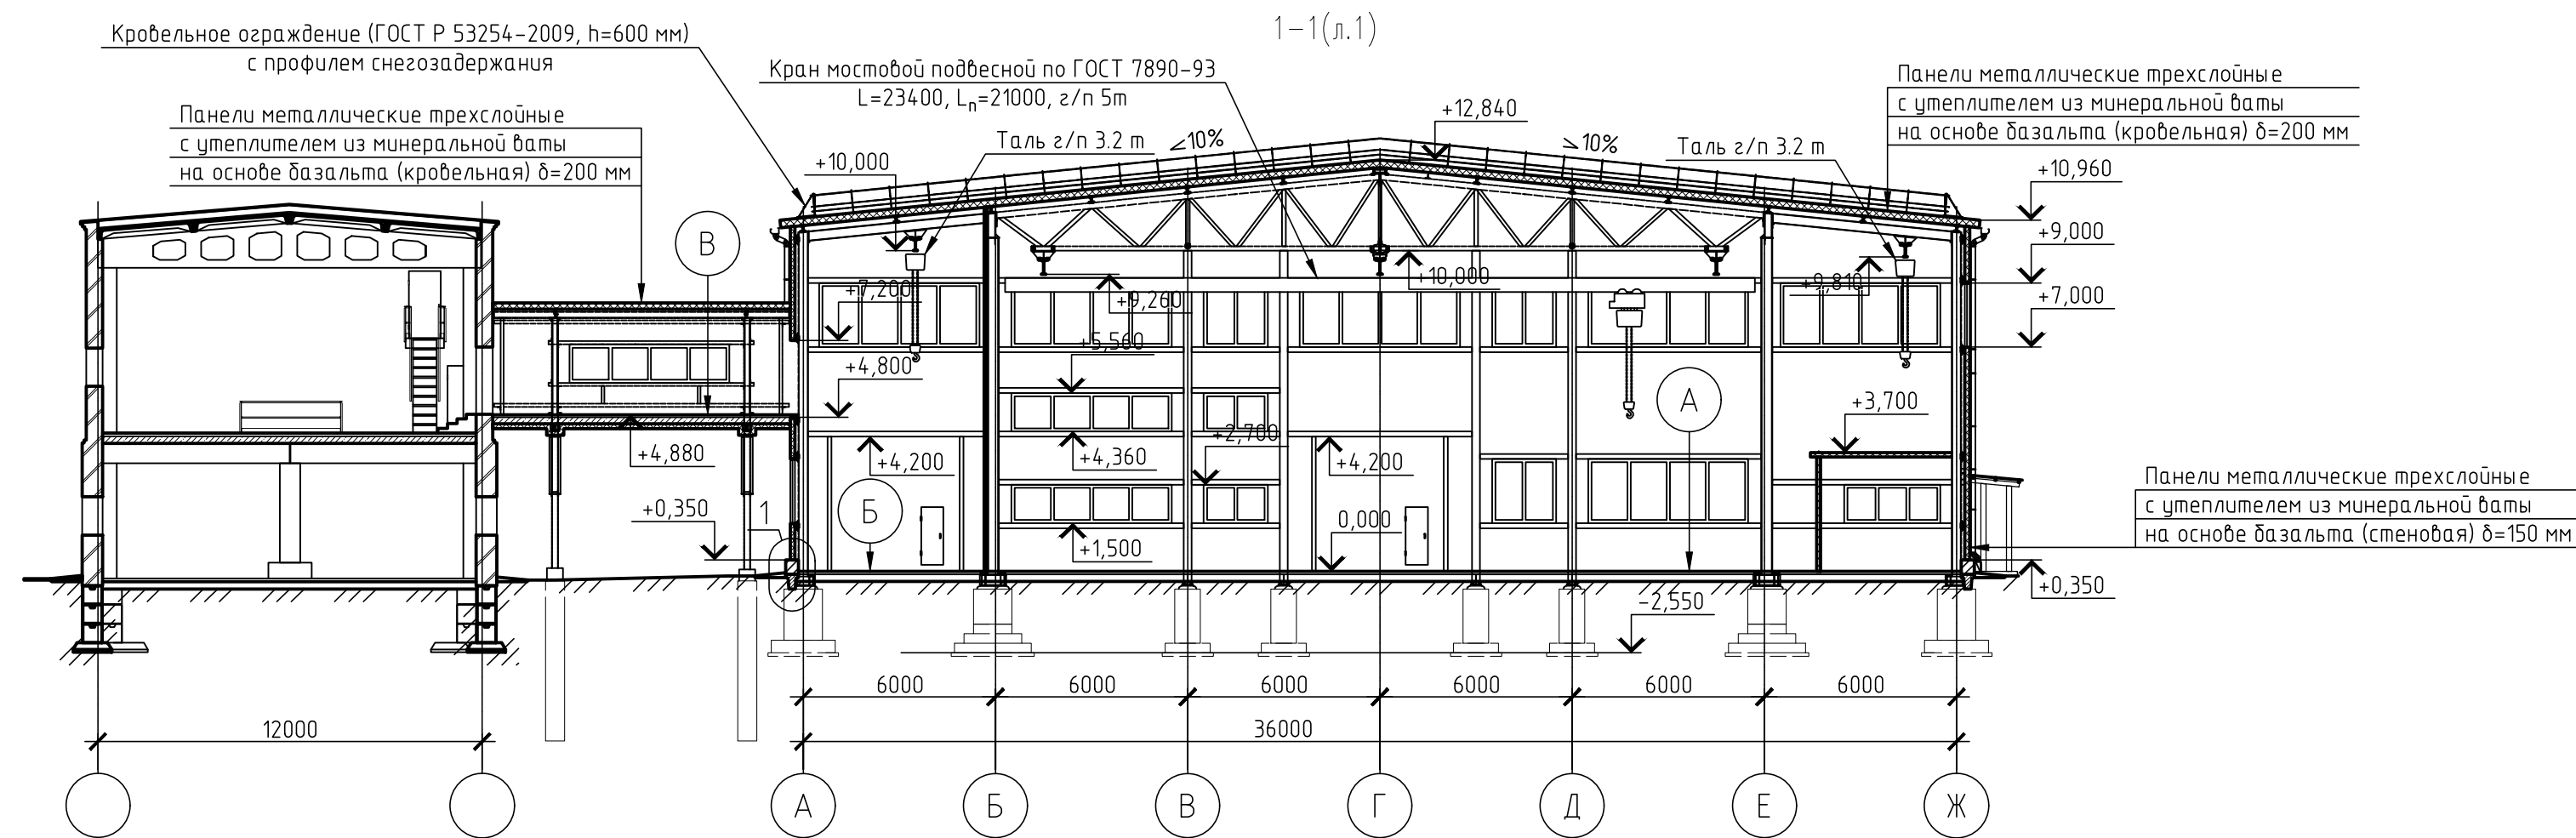 1-1(л.1)
Кровельное ограждение (ГОСТ Р 53254-2009, h=600 мм)
с профилем снегозадержания
Кран мостовой подвесной по ГОСТ 7890-93
L=23400, Lп=21000, г/п 5т
Панели металлические трехслойные
с утеплителем из минеральной ваты
на основе базальта (кровельная) δ=200 мм
Панели металлические трехслойные
с утеплителем из минеральной ваты
на основе базальта (кровельная) δ=200 мм
+12,840
Таль г/п 3.2 т
≤10%
≥10%
Таль г/п 3.2 т
+10,000
+10,960
+9,000
В
+7,200
+9,260
+10,000
+9,810
+7,000
+5,560
+4,800
А
+3,700
+2,700
+4,880
+4,200
+4,360
+4,200
Панели металлические трехслойные
с утеплителем из минеральной ваты
на основе базальта (стеновая) δ=150 мм
+0,350
1
Б
0,000
+1,500
+0,350
-2,550
6000
6000
6000
6000
6000
6000
12000
36000
А
Б
В
Г
Д
Е
Ж